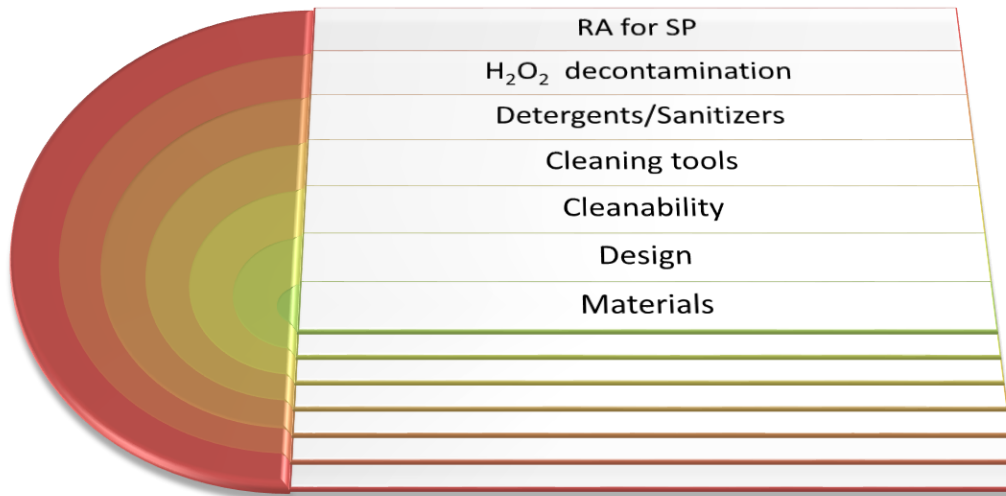 RA for SP
H₂O₂ decontamination
Detergents/Sanitizers
Cleaning tools
Cleanability
Design
Materials